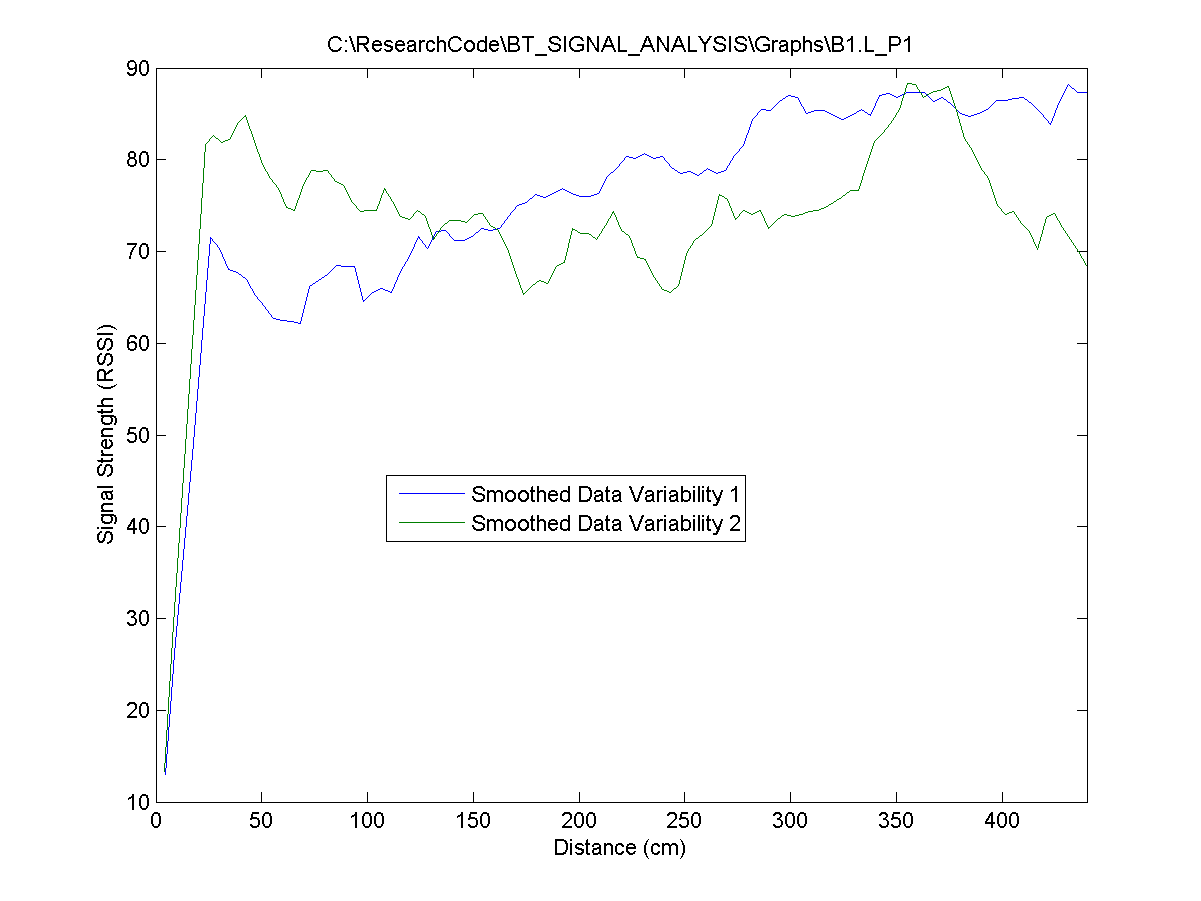 C:\ResearchCode\BT_SIGNAL_ANALYSIS\Graphs\B1.L_P1
90
80
70
60
50
40
30
20
10
Signal Strength (RSSI)
Smoothed Data Variability 1
Smoothed Data Variability 2
0 50 100 150 200 250 300 350 400
Distance (cm)